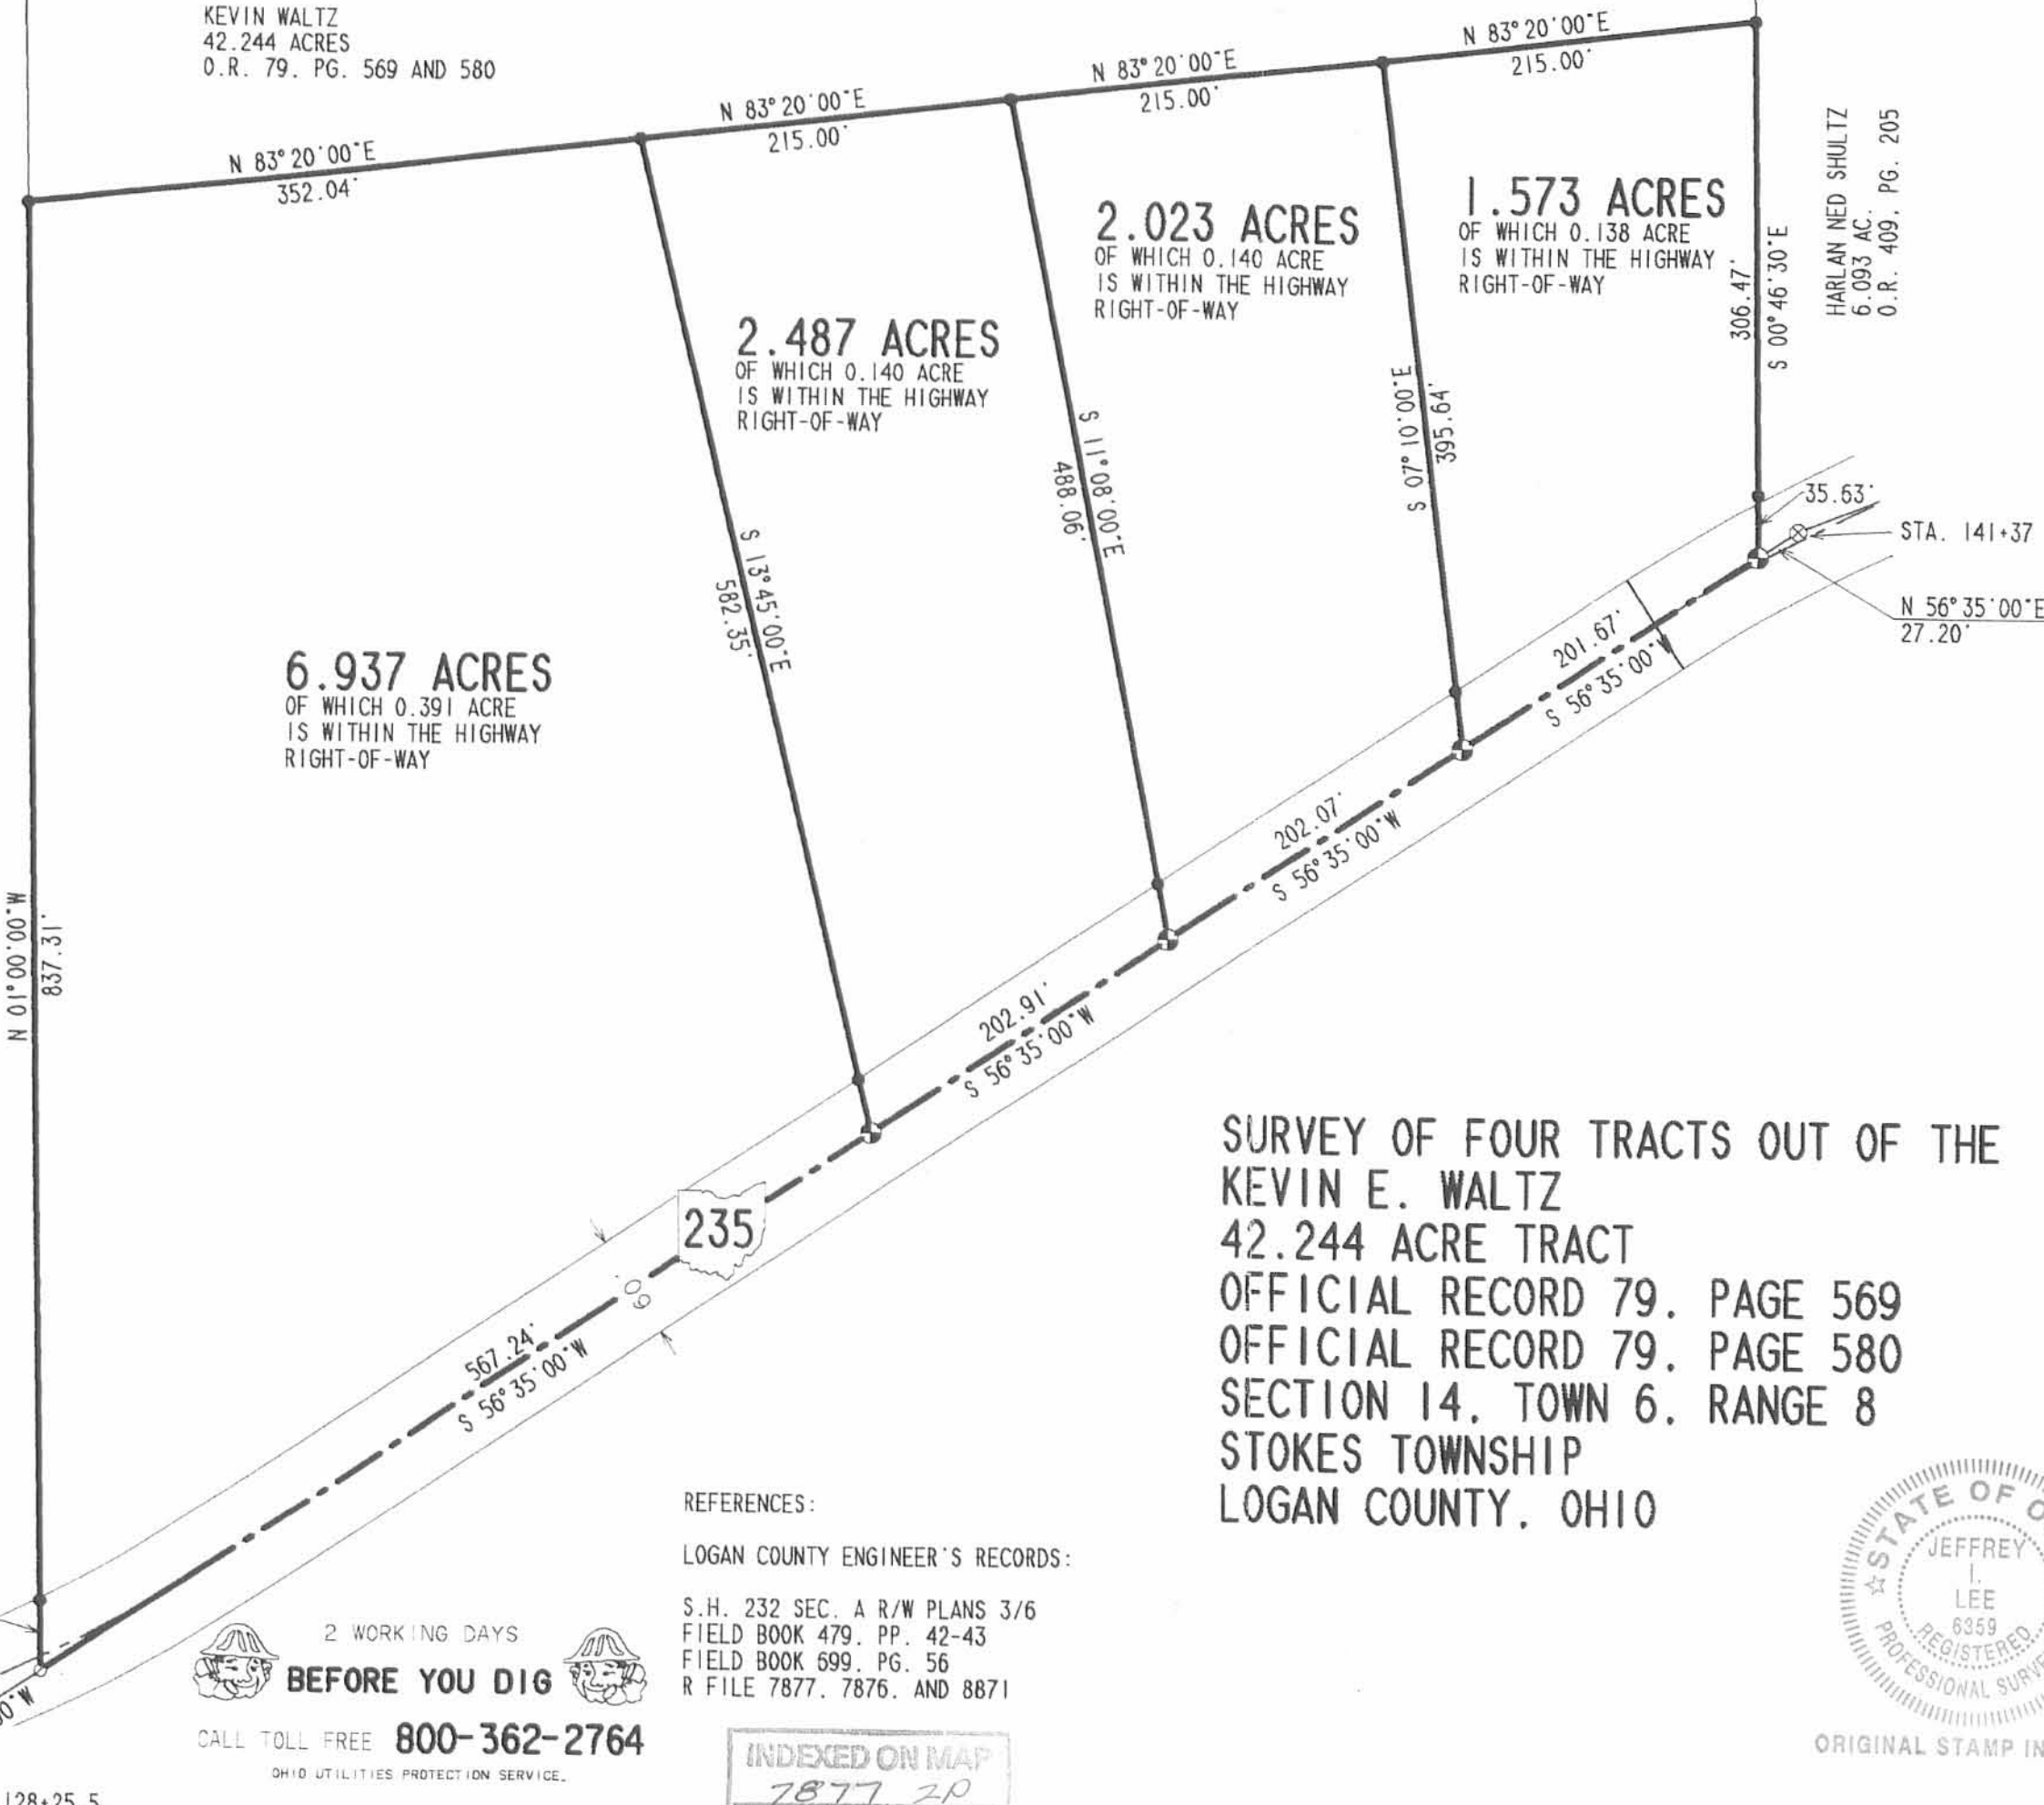 KEVIN WALTZ
42.244 ACRES
O.R. 79. PG. 569 AND 580
N 83°20'00"E
352.04'
N 83°20'00"E
215.00'
N 83°20'00"E
215.00'
N 83°20'00"E
215.00'
HARLAN NED SHULTZ
6.093 AC.
O.R. 409. PG. 205
1.573 ACRES
OF WHICH 0.138 ACRE
IS WITHIN THE HIGHWAY
RIGHT-OF-WAY
2.023 ACRES
OF WHICH 0.140 ACRE
IS WITHIN THE HIGHWAY
RIGHT-OF-WAY
2.487 ACRES
OF WHICH 0.140 ACRE
IS WITHIN THE HIGHWAY
RIGHT-OF-WAY
6.937 ACRES
OF WHICH 0.391 ACRE
IS WITHIN THE HIGHWAY
RIGHT-OF-WAY
306.47'
S 00°46'30"E
S 07°10'00"E
395.64'
S 11°08'00"E
488.06'
S 13°45'00"E
582.35'
N 01°00'00"W
837.31'
35.63'
STA. 141+37
N 56°35'00"E
27.20'
201.67'
S 56°35'00"
202.07'
S 56°35'00"W
202.91'
S 56°35'00"W
235
60'
567.24'
S 56°35'00"W
SURVEY OF FOUR TRACTS OUT OF THE
KEVIN E. WALTZ
42.244 ACRE TRACT
OFFICIAL RECORD 79. PAGE 569
OFFICIAL RECORD 79. PAGE 580
SECTION 14. TOWN 6. RANGE 8
STOKES TOWNSHIP
LOGAN COUNTY. OHIO
REFERENCES:
LOGAN COUNTY ENGINEER'S RECORDS:
S.H. 232 SEC. A R/W PLANS 3/6
FIELD BOOK 479. PP. 42-43
FIELD BOOK 699. PG. 56
R FILE 7877. 7876. AND 8871
2 WORKING DAYS
BEFORE YOU DIG
CALL TOLL FREE 800-362-2764
OHIO UTILITIES PROTECTION SERVICE.
INDEXED ON MAP
7877 2P
STATE OF O
JEFFREY
I.
LEE
6359
REGISTERED
PROFESSIONAL SURVE
ORIGINAL STAMP IN
0"W
128+25.5